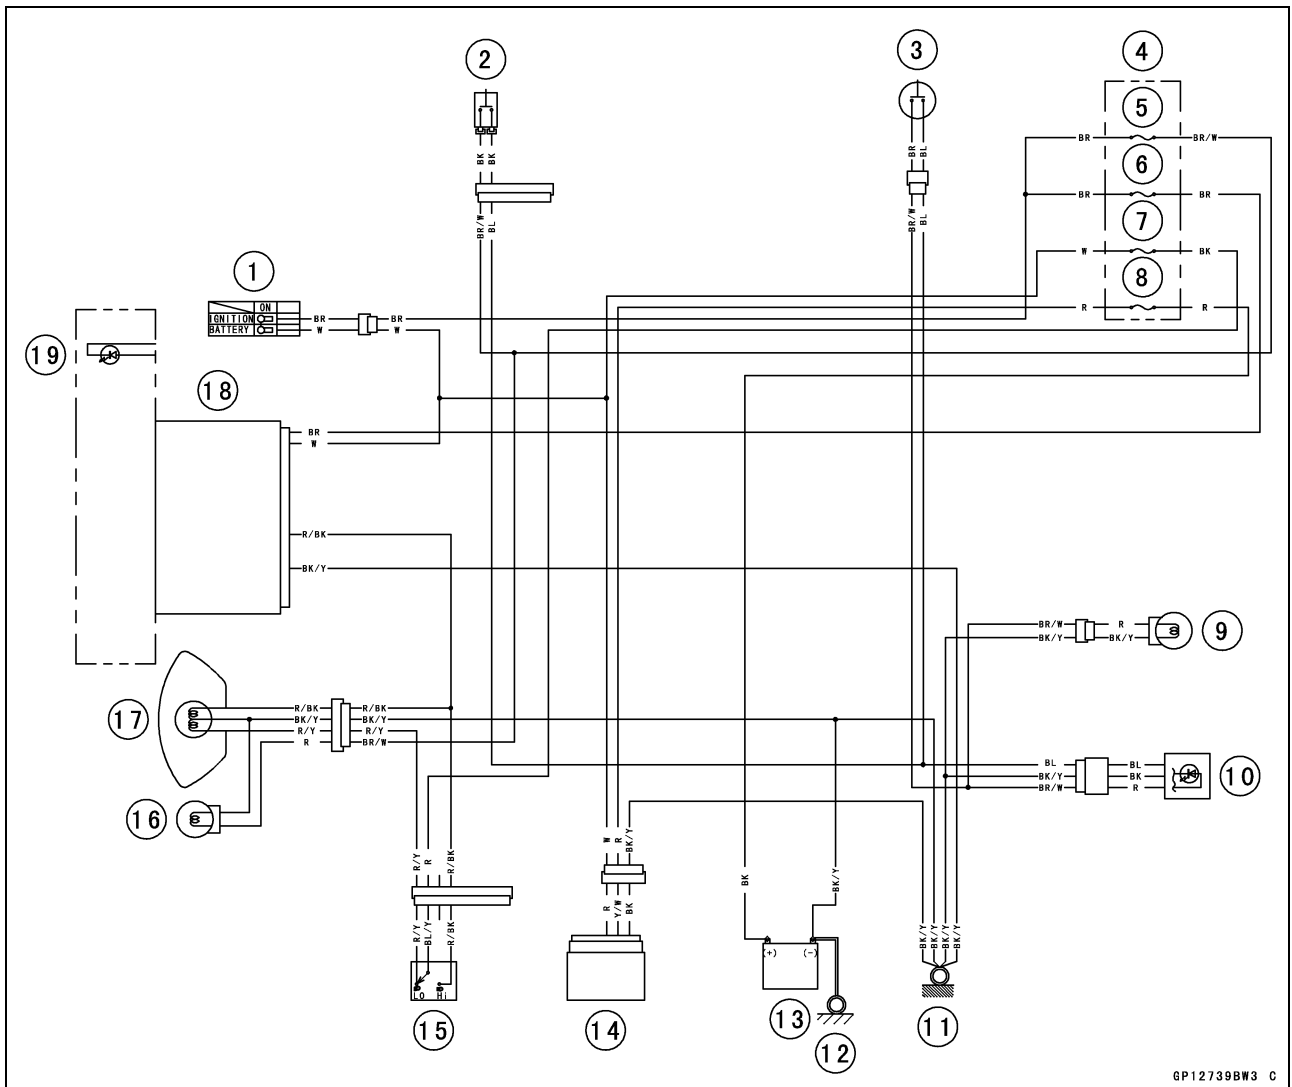 2
3
4
5
BR BR/W
BK BK
BR BL
6
BR BR
BR/W BL
BR/W BL
7
W BK
1
8
ON
IGNITION BR BR
BATTERY W W
R R
19
18
BR
W
R/BK
BK/Y
BR/W R
BK/Y BK/Y
9
17
R/BK R/BK
BK/Y BK/Y
R/Y R/Y
R BR/W
BL BL
BK/Y BK
BR/W R
10
16
R/Y R R/BK
W R BK/Y
BK
BK/Y
R/Y BL/Y R/BK
R Y/W BK
BK/Y BK/Y BK/Y BK/Y
(+) (-)
LO Hi
15
14
13
12
11
GP12739BW3 C